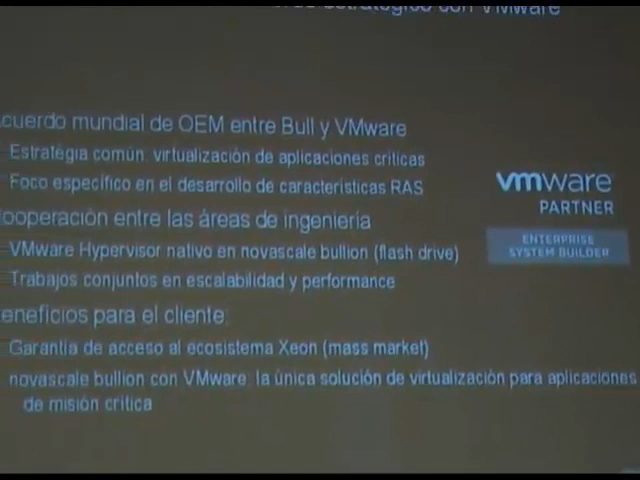 estratégico con VMware
cuerdo mundial de OEM entre Bull y VMware
Estratégia común: virtualización de aplicaciones críticas
Foco específico en el desarrollo de características RAS
ooperación entre las áreas de ingeniería
VMware Hypervisor nativo en novascale bullion (flash drive)
Trabajos conjuntos en escalabilidad y performance
eneficios para el cliente:
Garantía de acceso al ecosistema Xeon (mass market)
novascale bullion con VMware: la única solución de virtualización para aplicaciones
de misión crítica
vmware
PARTNER
ENTERPRISE
SYSTEM BUILDER